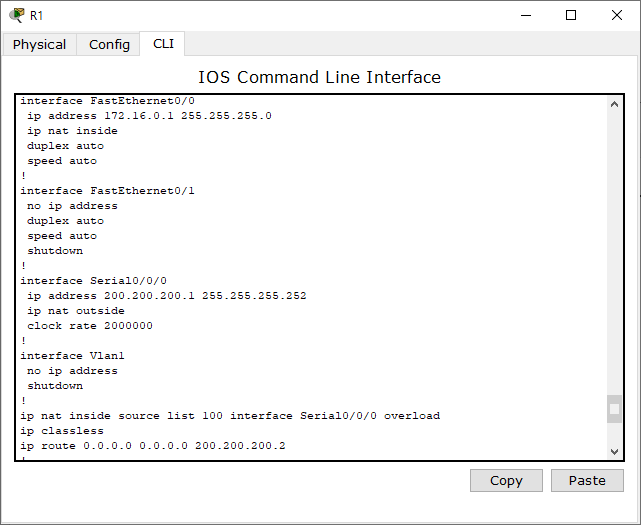 R1
Physical Config CLI
IOS Command Line Interface
interface FastEthernet0/0
 ip address 172.16.0.1 255.255.255.0
 ip nat inside
 duplex auto
 speed auto
!
interface FastEthernet0/1
 no ip address
 duplex auto
 speed auto
 shutdown
!
interface Serial0/0/0
 ip address 200.200.200.1 255.255.255.252
 ip nat outside
 clock rate 2000000
!
interface Vlan1
 no ip address
 shutdown
!
ip nat inside source list 100 interface Serial0/0/0 overload
ip classless
ip route 0.0.0.0 0.0.0.0 200.200.200.2
!
Copy Paste